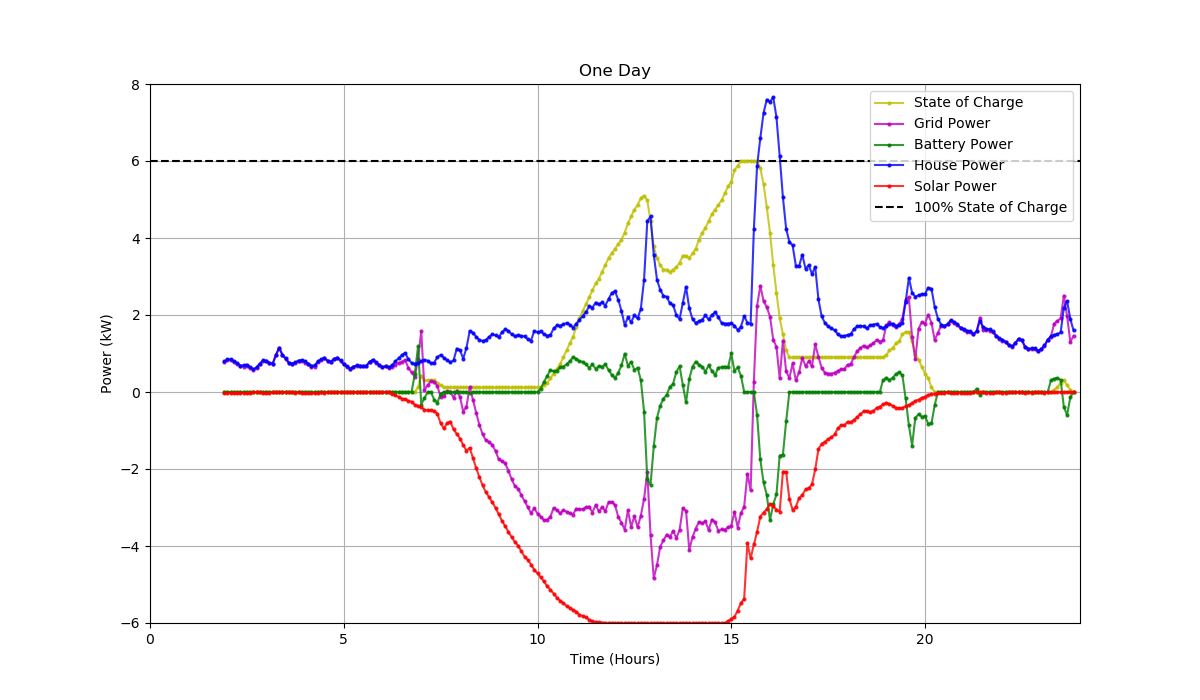 One Day
8
6
4
2
0
−2
−4
−6
Power (kW)
State of Charge
Grid Power
Battery Power
House Power
Solar Power
100% State of Charge
0 5 10 15 20
Time (Hours)